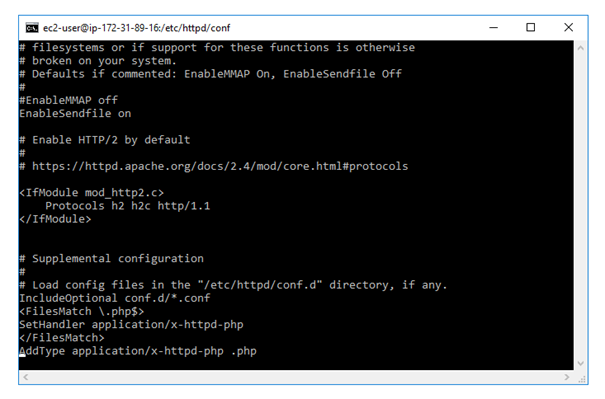 ec2-user@ip-172-31-89-16:/etc/httpd/conf
# filesystems or if support for these functions is otherwise
# broken on your system.
# Defaults if commented: EnableMMAP On, EnableSendfile Off
#
#EnableMMAP off
EnableSendfile on
# Enable HTTP/2 by default
#
# https://httpd.apache.org/docs/2.4/mod/core.html#protocols
<IfModule mod_http2.c>
    Protocols h2 h2c http/1.1
</IfModule>
# Supplemental configuration
#
# Load config files in the "/etc/httpd/conf.d" directory, if any.
IncludeOptional conf.d/*.conf
<FilesMatch \.php$>
SetHandler application/x-httpd-php
</FilesMatch>
AddType application/x-httpd-php .php